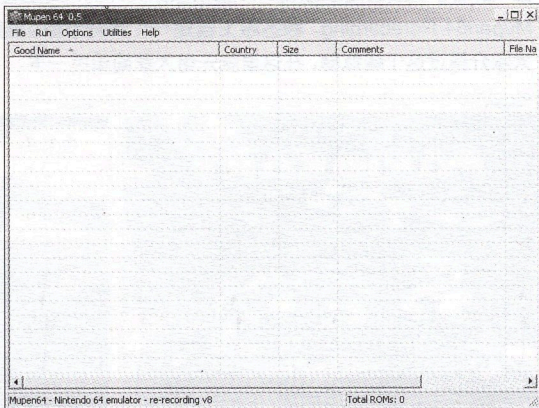 Mupen 64 0.5
File Run Options Utilities Help
Good Name Country Size Comments File Na
Mupen64 - Nintendo 64 emulator - re-recording v8 Total ROMs: 0